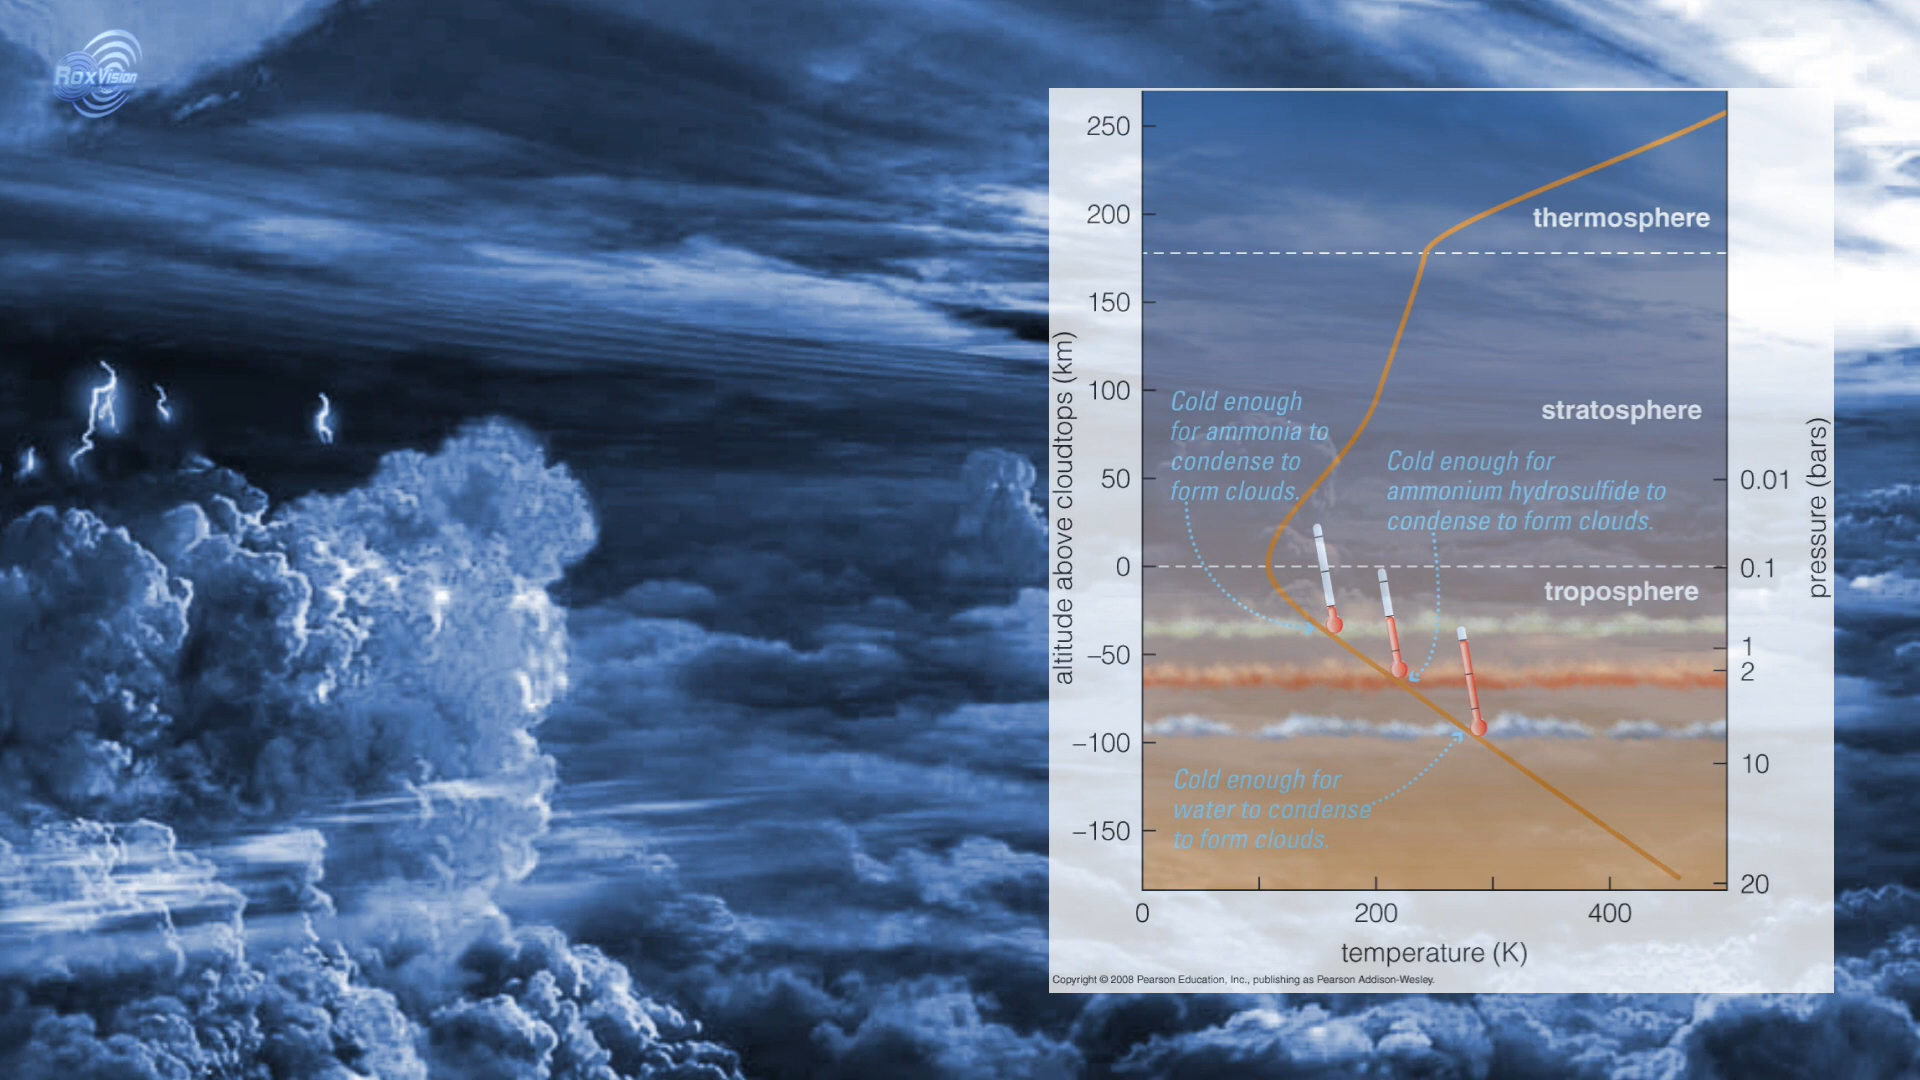 RoxVision
250
200
150
100
50
0
−50
−100
−150
altitude above cloudtops (km)
thermosphere
stratosphere
troposphere
Cold enough
for ammonia to
condense to
form clouds.
Cold enough for
ammonium hydrosulfide to
condense to form clouds.
Cold enough for
water to condense
to form clouds.
0.01
0.1
1
2
10
20
pressure (bars)
0 200 400
temperature (K)
Copyright © 2008 Pearson Education, Inc., publishing as Pearson Addison-Wesley.